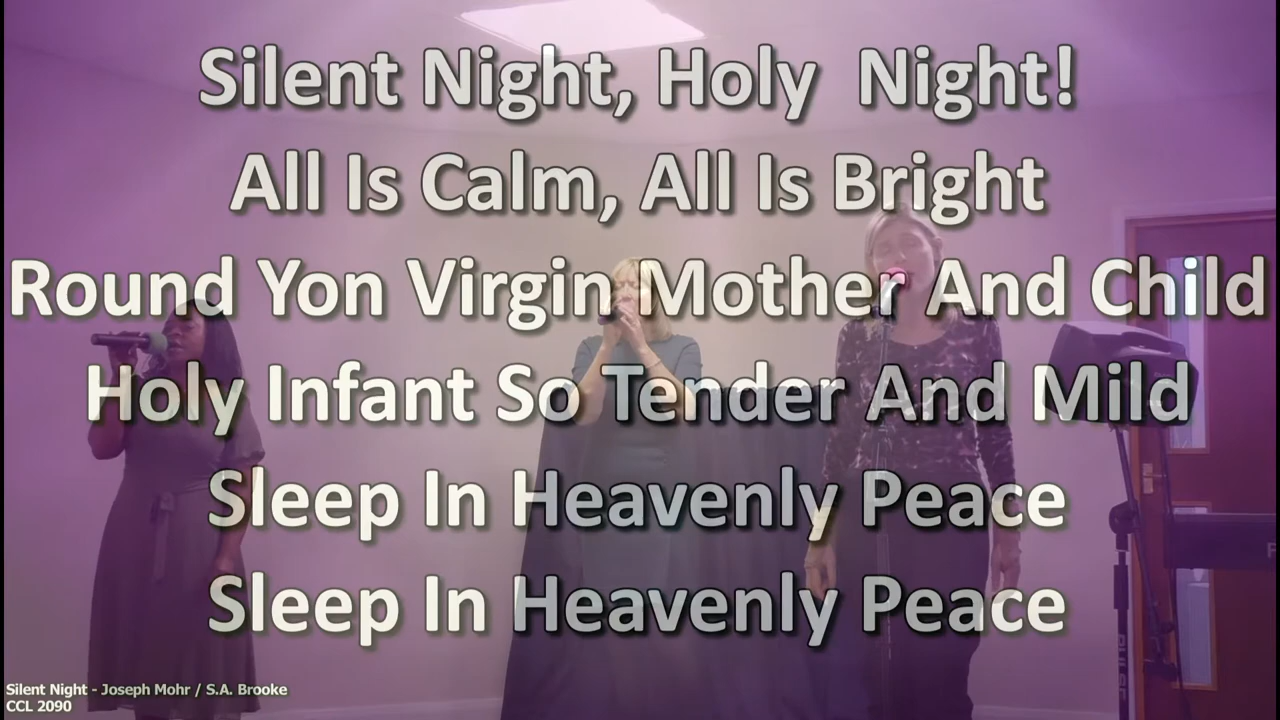 Silent Night, Holy Night!
All Is Calm, All Is Bright
Round Yon Virgin Mother And Child
Holy Infant So Tender And Mild
Sleep In Heavenly Peace
Sleep In Heavenly Peace
Silent Night - Joseph Mohr / S.A. Brooke
CCL 2090